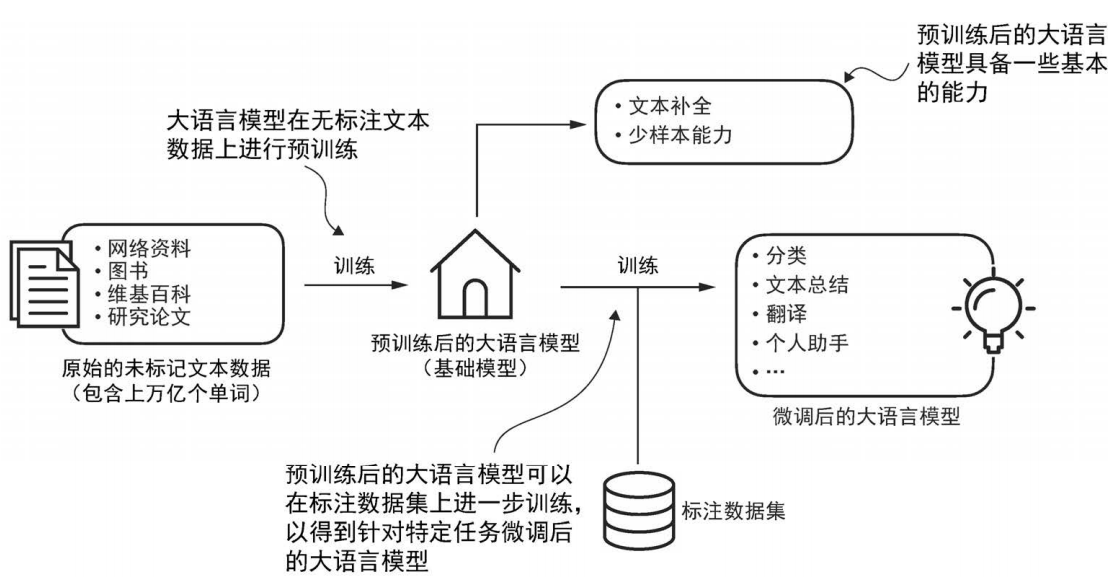 预训练后的大语言
模型具备一些基本
的能力
• 文本补全
• 少样本能力
大语言模型在无标注文本
数据上进行预训练
• 网络资料
• 图书
• 维基百科
• 研究论文
训练
训练
• 分类
• 文本总结
• 翻译
• 个人助手
• …
预训练后的大语言模型
（基础模型）
原始的未标记文本数据
（包含上万亿个单词）
微调后的大语言模型
预训练后的大语言模型可以
在标注数据集上进一步训练，
以得到针对特定任务微调后
的大语言模型
标注数据集